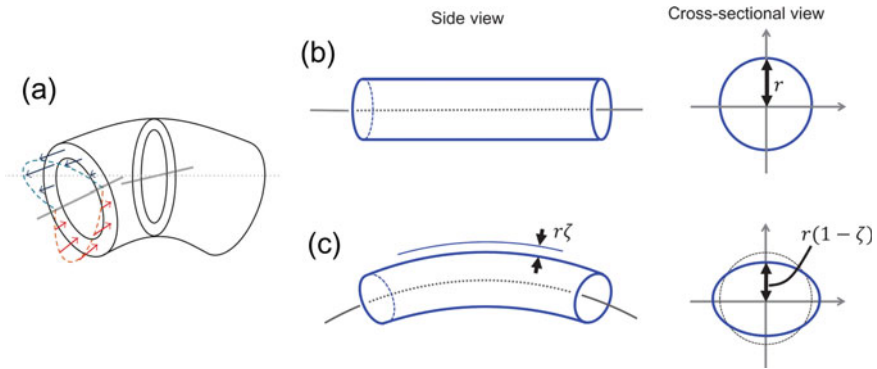 Side view
Cross-sectional view
(a)
(b)
r
(c)
rζ
r(1 − ζ)